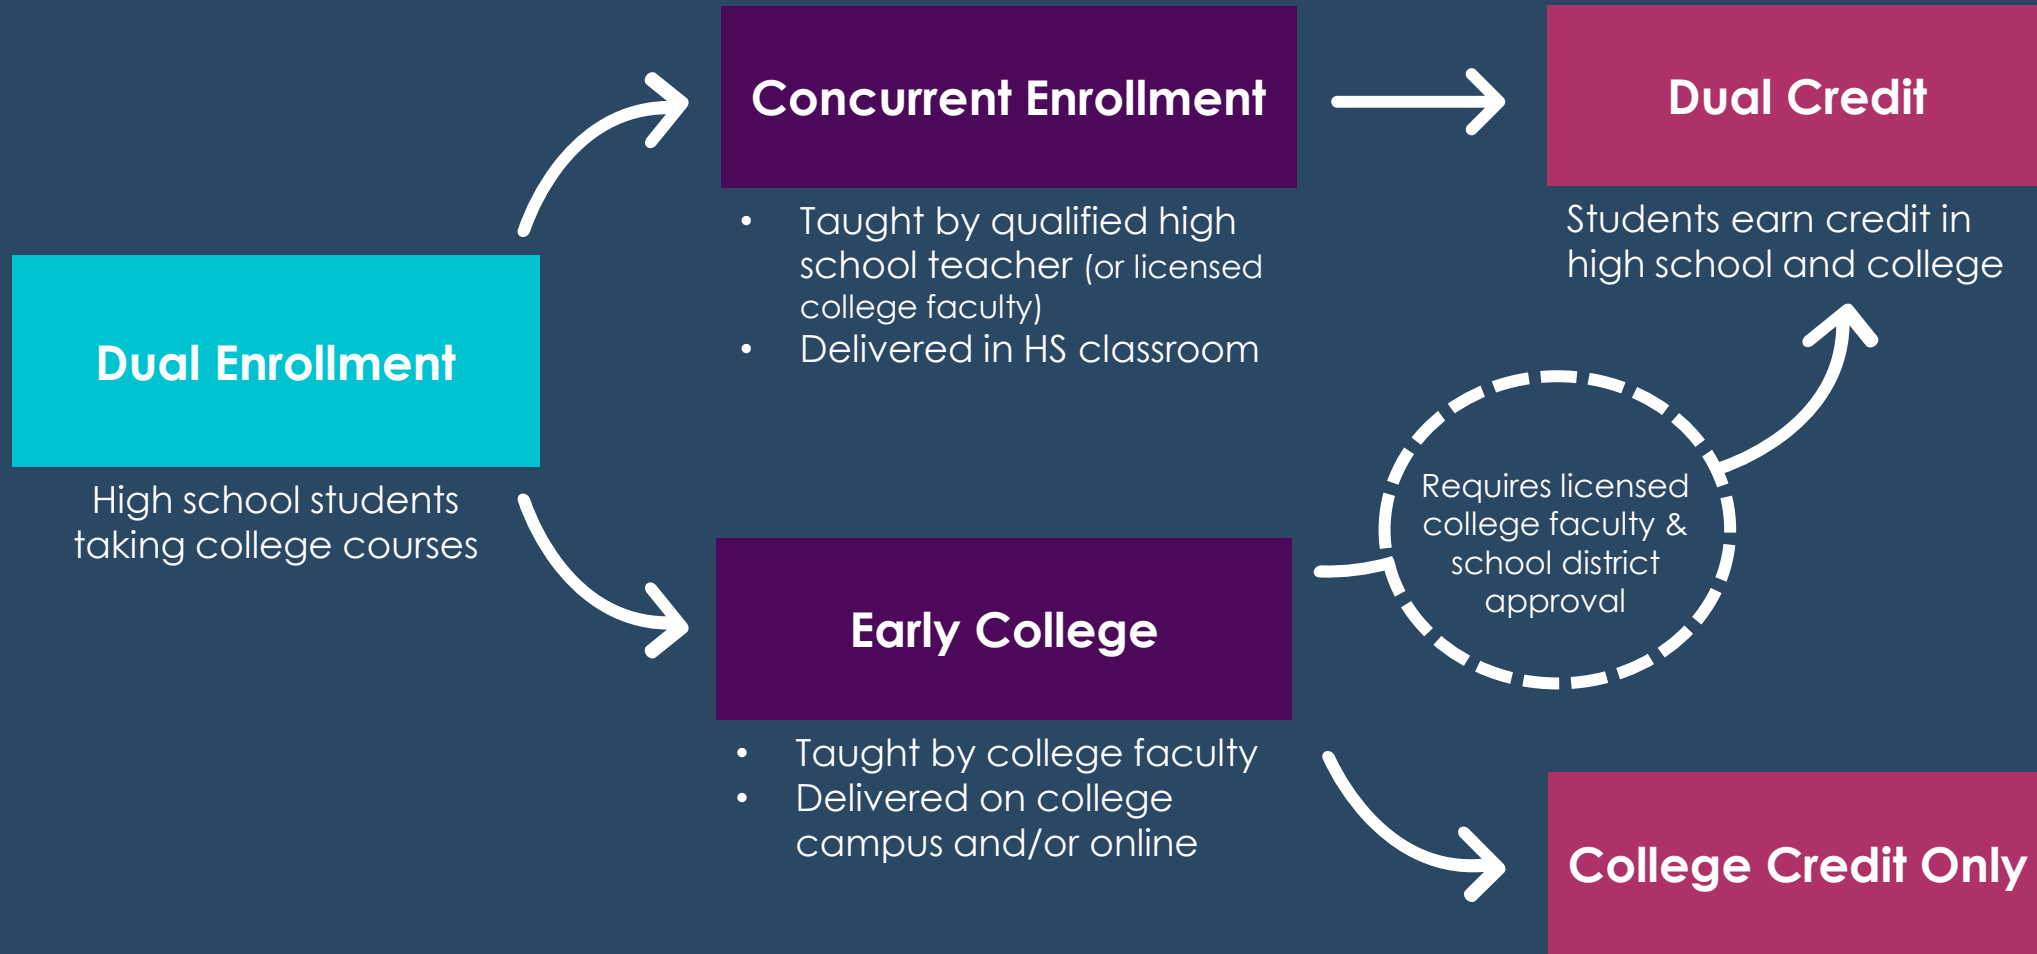 Dual Enrollment
High school students
taking college courses
Concurrent Enrollment
• Taught by qualified high
school teacher (or licensed
college faculty)
• Delivered in HS classroom
Dual Credit
Students earn credit in
high school and college
Early College
• Taught by college faculty
• Delivered on college
campus and/or online
Requires licensed
college faculty &
school district
approval
College Credit Only